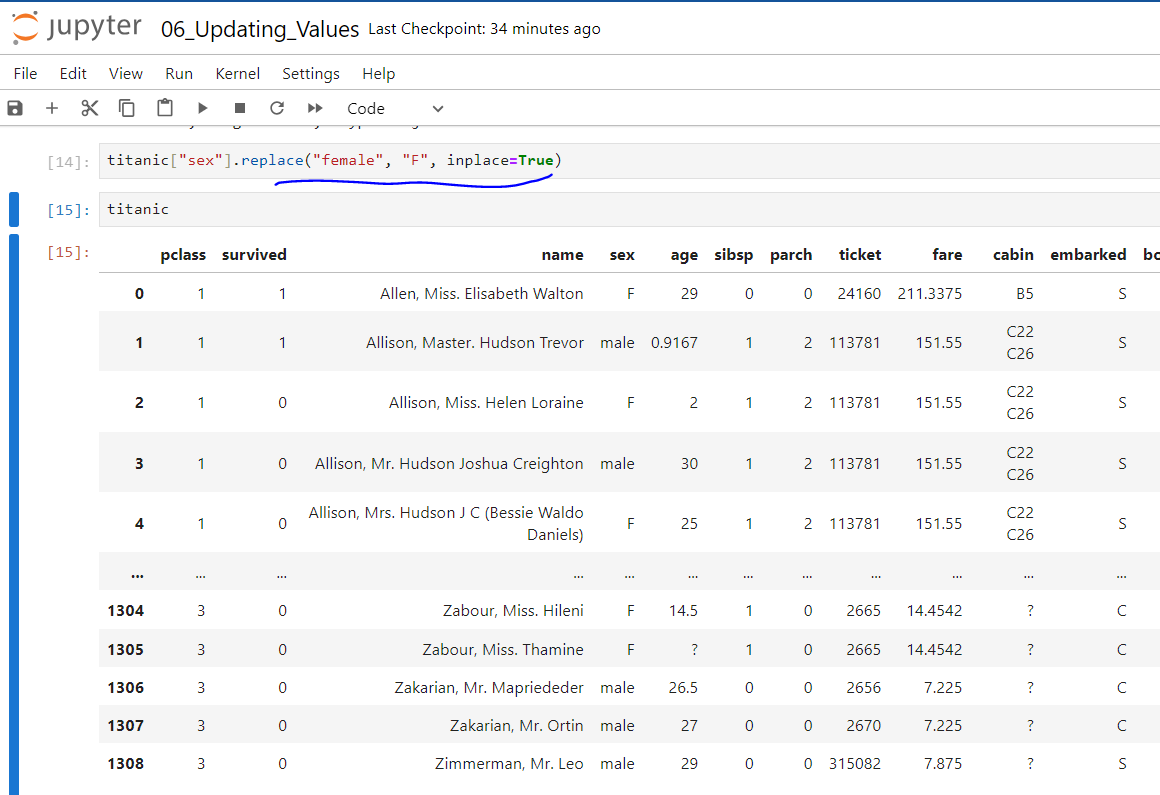 jupyter 06_Updating_Values Last Checkpoint: 34 minutes ago
File Edit View Run Kernel Settings Help
Code
[14]: titanic["sex"].replace("female", "F", inplace=True)
[15]: titanic
[15]:
pclass survived name sex age sibsp parch ticket fare cabin embarked bo
0 1 1 Allen, Miss. Elisabeth Walton F 29 0 0 24160 211.3375 B5 S
1 1 1 Allison, Master. Hudson Trevor male 0.9167 1 2 113781 151.55 C22
C26 S
2 1 0 Allison, Miss. Helen Loraine F 2 1 2 113781 151.55 C22
C26 S
3 1 0 Allison, Mr. Hudson Joshua Creighton male 30 1 2 113781 151.55 C22
C26 S
4 1 0 Allison, Mrs. Hudson J C (Bessie Waldo
Daniels) F 25 1 2 113781 151.55 C22
C26 S
... ... ... ... ... ... ... ... ... ... ... ...
1304 3 0 Zabour, Miss. Hileni F 14.5 1 0 2665 14.4542 ? C
1305 3 0 Zabour, Miss. Thamine F ? 1 0 2665 14.4542 ? C
1306 3 0 Zakarian, Mr. Mapriededer male 26.5 0 0 2656 7.225 ? C
1307 3 0 Zakarian, Mr. Ortin male 27 0 0 2670 7.225 ? C
1308 3 0 Zimmerman, Mr. Leo male 29 0 0 315082 7.875 ? S